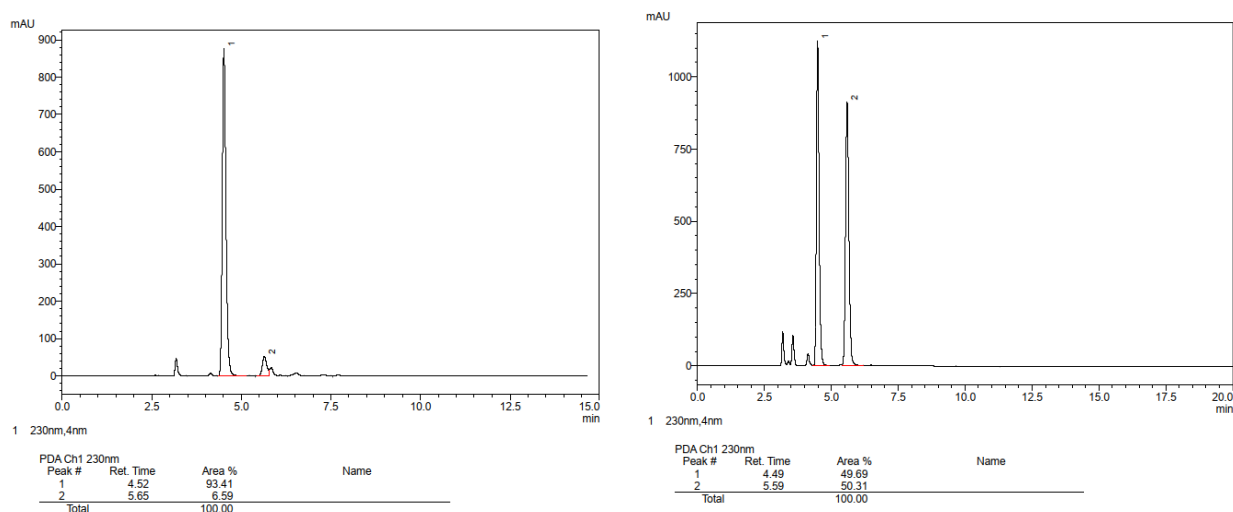 mAU
900
800
700
600
500
400
300
200
100
0
1
2
0.0 2.5 5.0 7.5 10.0 12.5 15.0
min
1 230nm,4nm
PDA Ch1 230nm
Peak # Ret. Time Area % Name
1 4.52 93.41
2 5.65 6.59
Total 100.00
mAU
1000
750
500
250
0
1
2
0.0 2.5 5.0 7.5 10.0 12.5 15.0 17.5 20.0
min
1 230nm,4nm
PDA Ch1 230nm
Peak # Ret. Time Area % Name
1 4.49 49.69
2 5.59 50.31
Total 100.00